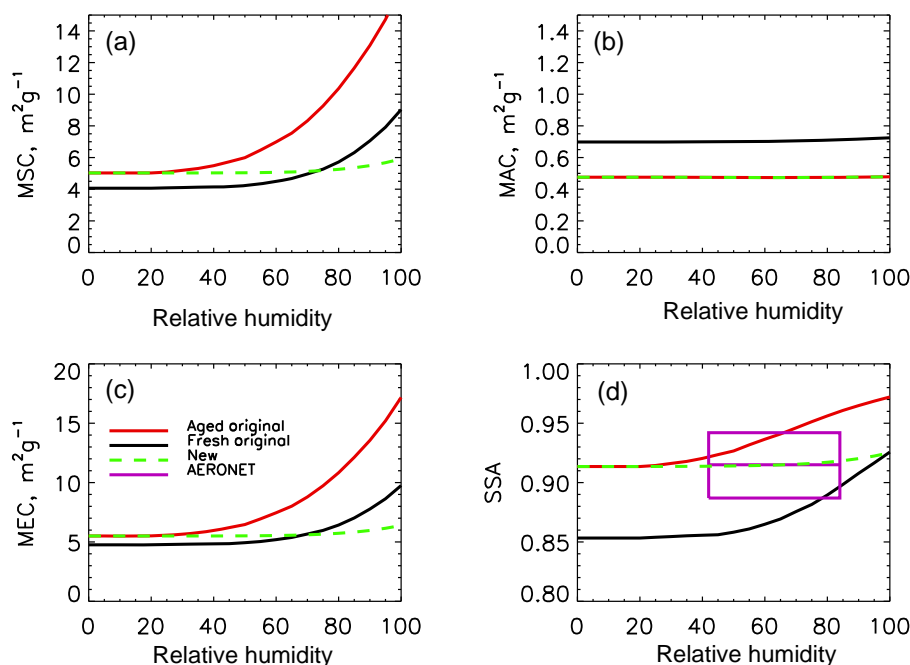 (a)
MSC, m²g⁻¹
14
12
10
8
6
4
2
0
0 20 40 60 80 100
Relative humidity
(b)
MAC, m²g⁻¹
1.4
1.2
1.0
0.8
0.6
0.4
0.2
0.0
0 20 40 60 80 100
Relative humidity
(c)
MEC, m²g⁻¹
20
15
10
5
0
Aged original
Fresh original
New
AERONET
0 20 40 60 80 100
Relative humidity
(d)
SSA
1.00
0.95
0.90
0.85
0.80
0 20 40 60 80 100
Relative humidity